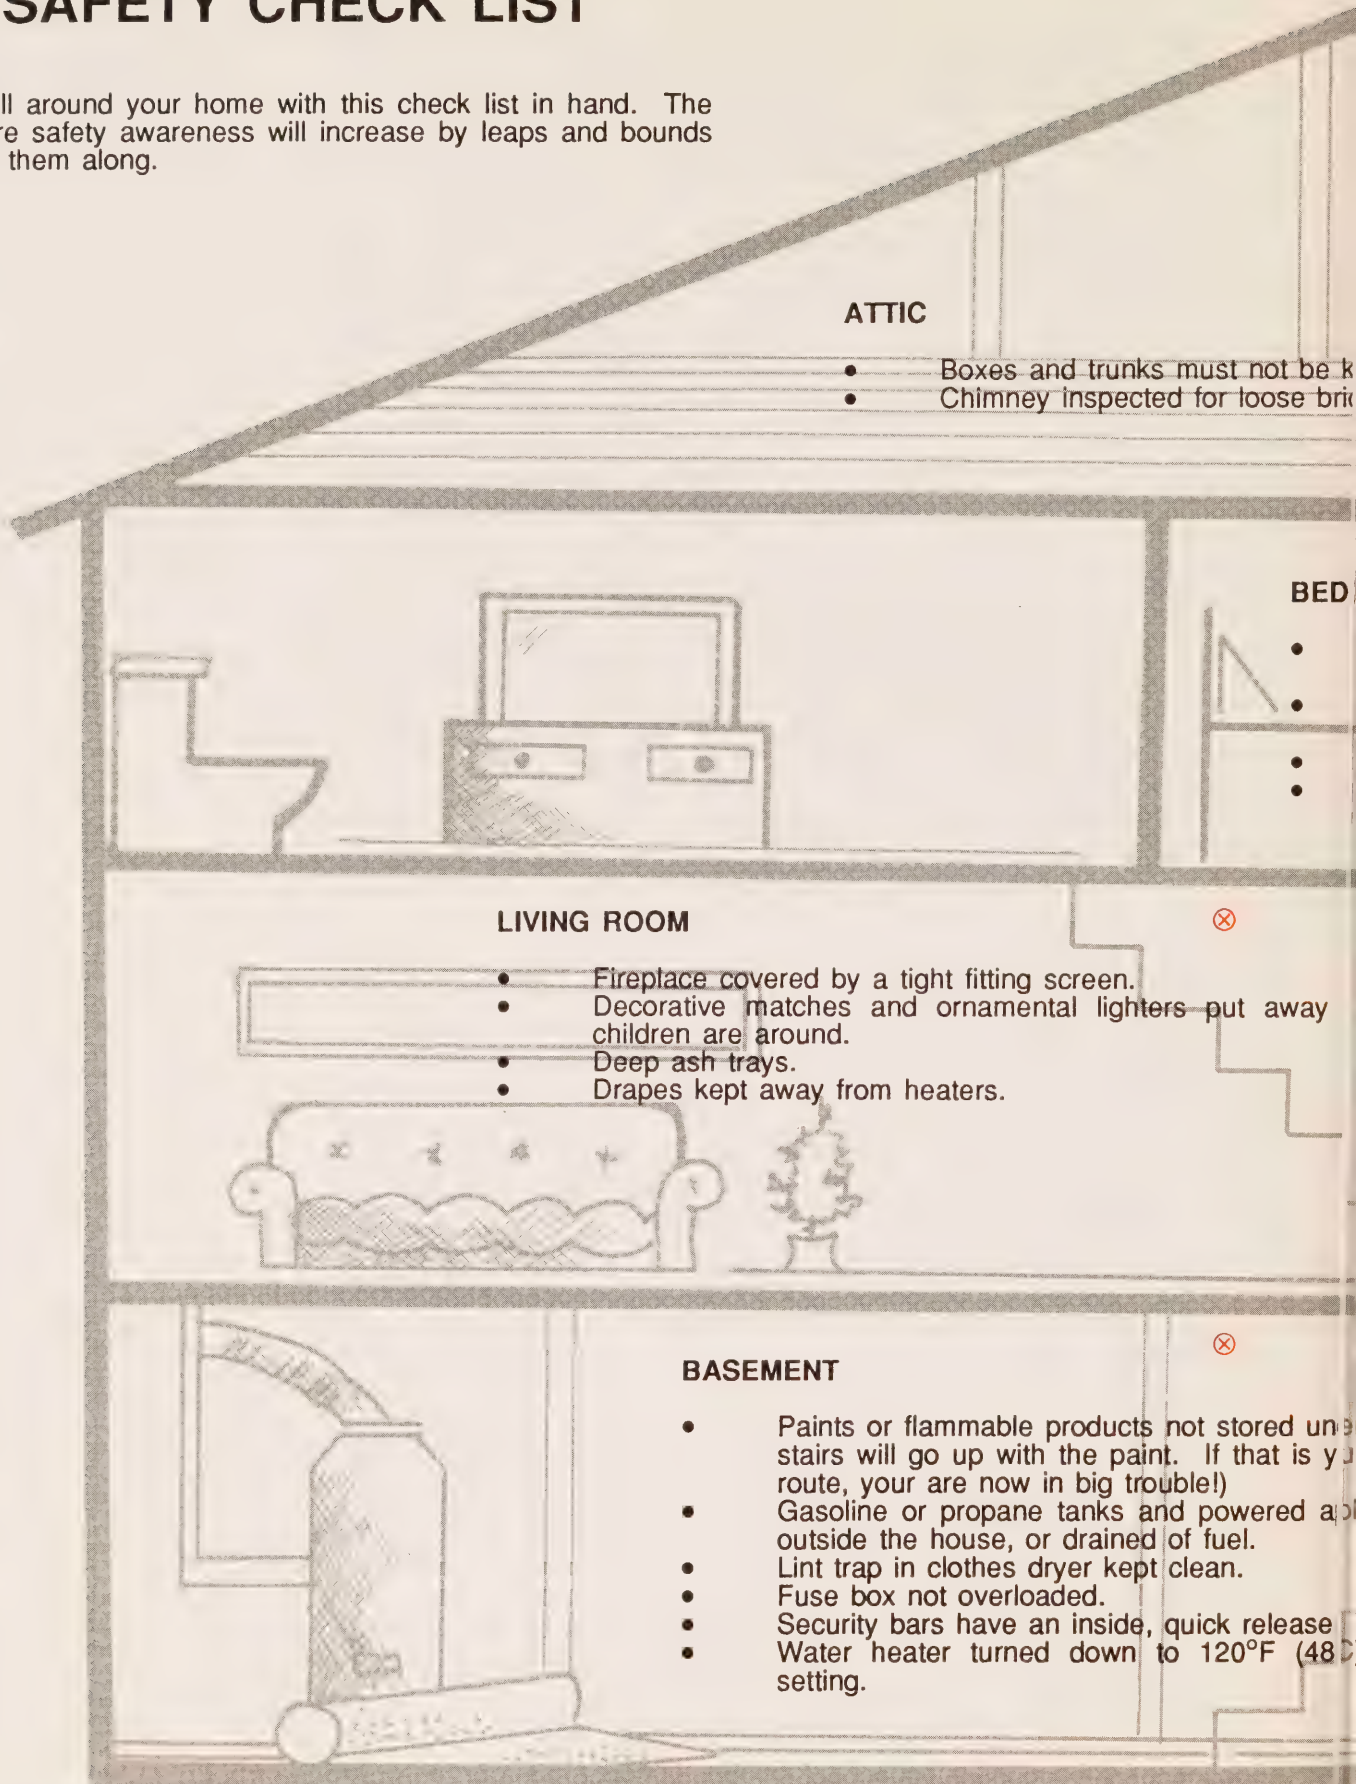 SAFETY CHECK LIST
ll around your home with this check list in hand. The
re safety awareness will increase by leaps and bounds
them along.
ATTIC
• Boxes and trunks must not be k
• Chimney inspected for loose bri
BED
•
•
•
•
LIVING ROOM
• Fireplace covered by a tight fitting screen.
• Decorative matches and ornamental lighters put away
children are around.
• Deep ash trays.
• Drapes kept away from heaters.
BASEMENT
• Paints or flammable products not stored un
stairs will go up with the paint. If that is y
route, your are now in big trouble!)
• Gasoline or propane tanks and powered a
outside the house, or drained of fuel.
• Lint trap in clothes dryer kept clean.
• Fuse box not overloaded.
• Security bars have an inside, quick release
• Water heater turned down to 120°F (48
setting.